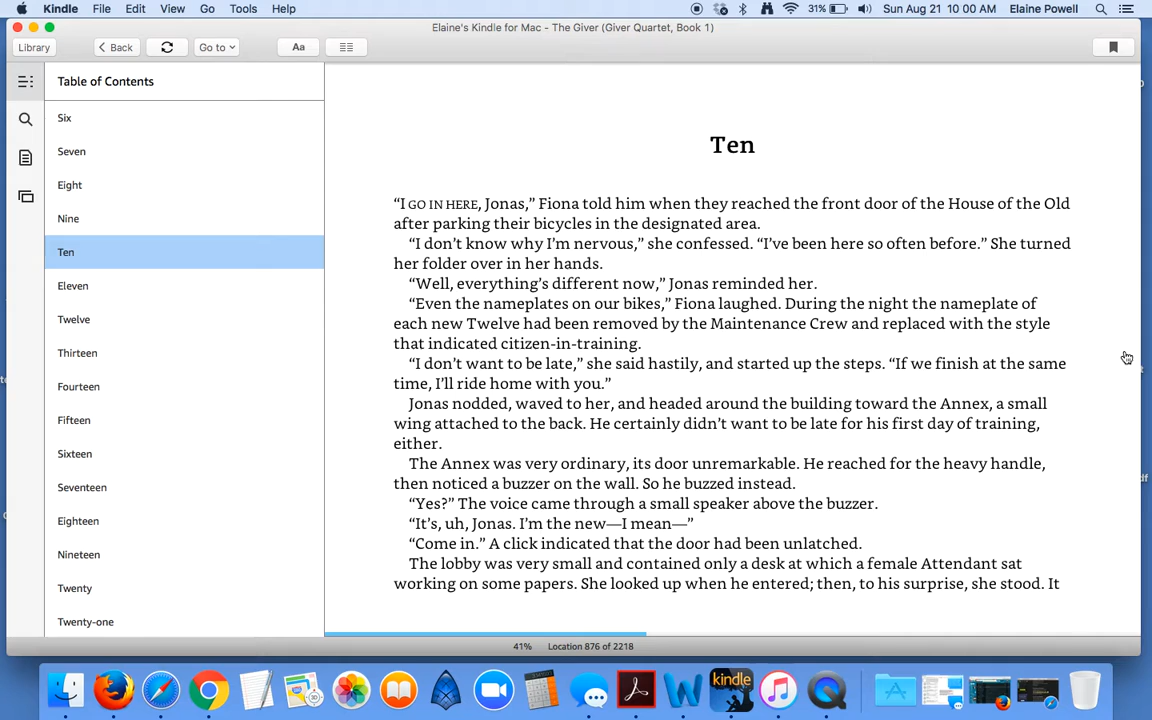 Kindle File Edit View Go Tools Help 31% Sun Aug 21 10 00 AM Elaine Powell
Elaine's Kindle for Mac - The Giver (Giver Quartet, Book 1)
Library Back Go to Aa
Table of Contents
Six
Seven
Eight
Nine
Ten
Eleven
Twelve
Thirteen
Fourteen
Fifteen
Sixteen
Seventeen
Eighteen
Nineteen
Twenty
Twenty-one
Ten
“I GO IN HERE, Jonas,” Fiona told him when they reached the front door of the House of the Old
after parking their bicycles in the designated area.
“I don’t know why I’m nervous,” she confessed. “I’ve been here so often before.” She turned
her folder over in her hands.
“Well, everything’s different now,” Jonas reminded her.
“Even the nameplates on our bikes,” Fiona laughed. During the night the nameplate of
each new Twelve had been removed by the Maintenance Crew and replaced with the style
that indicated citizen-in-training.
“I don’t want to be late,” she said hastily, and started up the steps. “If we finish at the same
time, I’ll ride home with you.”
Jonas nodded, waved to her, and headed around the building toward the Annex, a small
wing attached to the back. He certainly didn’t want to be late for his first day of training,
either.
The Annex was very ordinary, its door unremarkable. He reached for the heavy handle,
then noticed a buzzer on the wall. So he buzzed instead.
“Yes?” The voice came through a small speaker above the buzzer.
“It’s, uh, Jonas. I’m the new—I mean—”
“Come in.” A click indicated that the door had been unlatched.
The lobby was very small and contained only a desk at which a female Attendant sat
working on some papers. She looked up when he entered; then, to his surprise, she stood. It
41% Location 876 of 2218
kindle